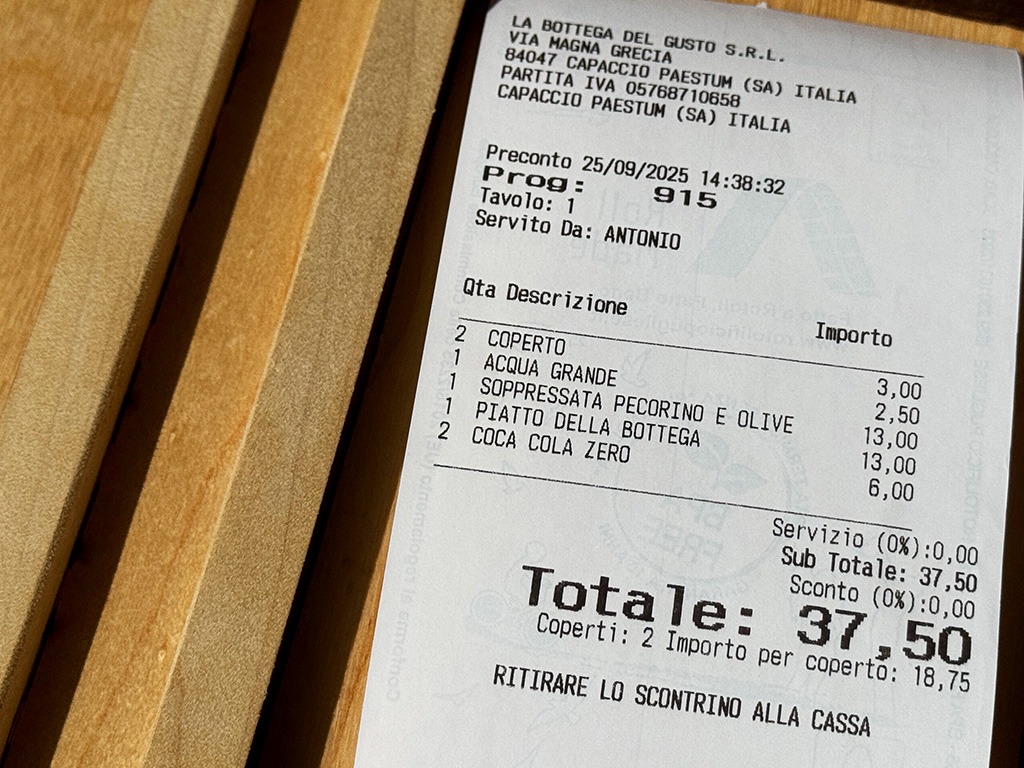 LA BOTTEGA DEL GUSTO S.R.L.
VIA MAGNA GRECIA
84047 CAPACCIO PAESTUM (SA) ITALIA
PARTITA IVA 05768710658
CAPACCIO PAESTUM (SA) ITALIA
Preconto 25/09/2025 14:38:32
Prog: 915
Tavolo: 1
Servito Da: ANTONIO
Qta Descrizione Importo
2 COPERTO 3,00
1 ACQUA GRANDE 2,50
1 SOPPRESSATA PECORINO E OLIVE 13,00
1 PIATTO DELLA BOTTEGA 13,00
2 COCA COLA ZERO 6,00
Servizio (0%):0,00
Sub Totale: 37,50
Sconto (0%):0,00
Totale: 37,50
Coperti: 2 Importo per coperto: 18,75
RITIRARE LO SCONTRINO ALLA CASSA